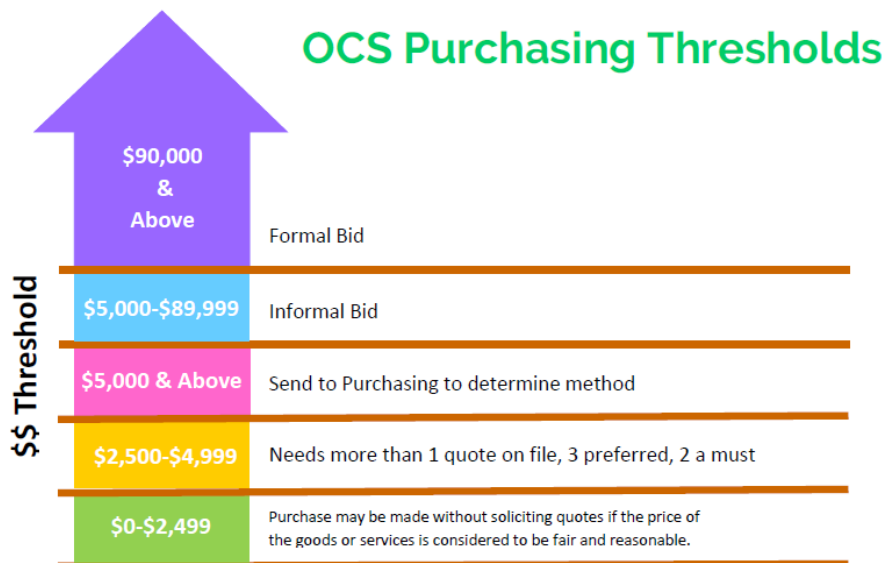 OCS Purchasing Thresholds
$90,000
&
Above
Formal Bid
$5,000-$89,999
Informal Bid
$5,000 & Above
Send to Purchasing to determine method
$2,500-$4,999
Needs more than 1 quote on file, 3 preferred, 2 a must
$0-$2,499
Purchase may be made without soliciting quotes if the price of
the goods or services is considered to be fair and reasonable.
$$ Threshold